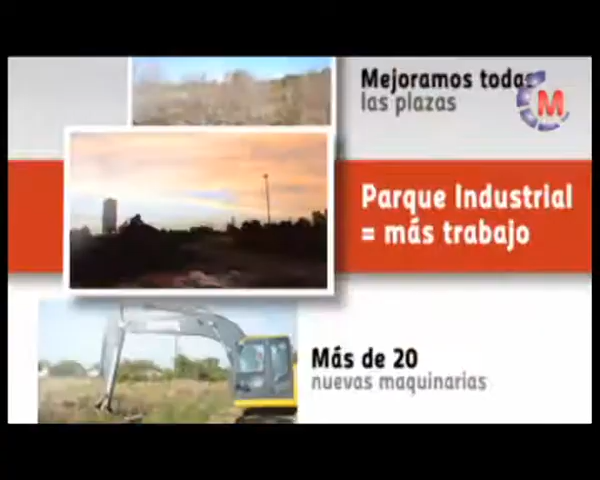 Mejoramos todas
las plazas
M
Parque Industrial
= más trabajo
Más de 20
nuevas maquinarias